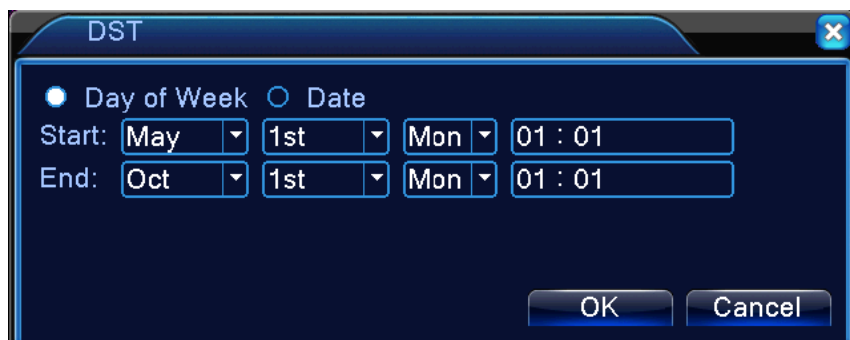 DST
Day of Week Date
Start: May 1st Mon 01 : 01
End: Oct 1st Mon 01 : 01
OK Cancel